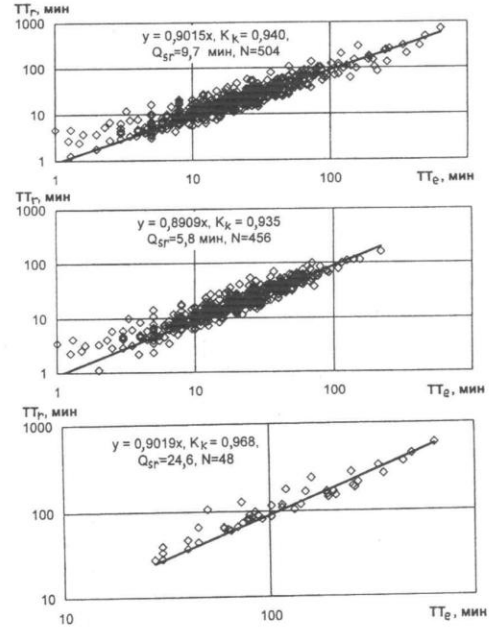 TTr, мин
1000
y = 0,9015x, Kk = 0,940,
Qsr=9,7 мин, N=504
100
10
1
1 10 100
TTe, мин
TTr, мин
1000
y = 0,8909x, Kk = 0,935
Qsr=5,8 мин, N=456
100
10
1
1 10 100
TTe, мин
TTr, мин
1000
y = 0,9019x, Kk = 0,968,
Qsr=24,6, N=48
100
10
10 100
TTe, мин